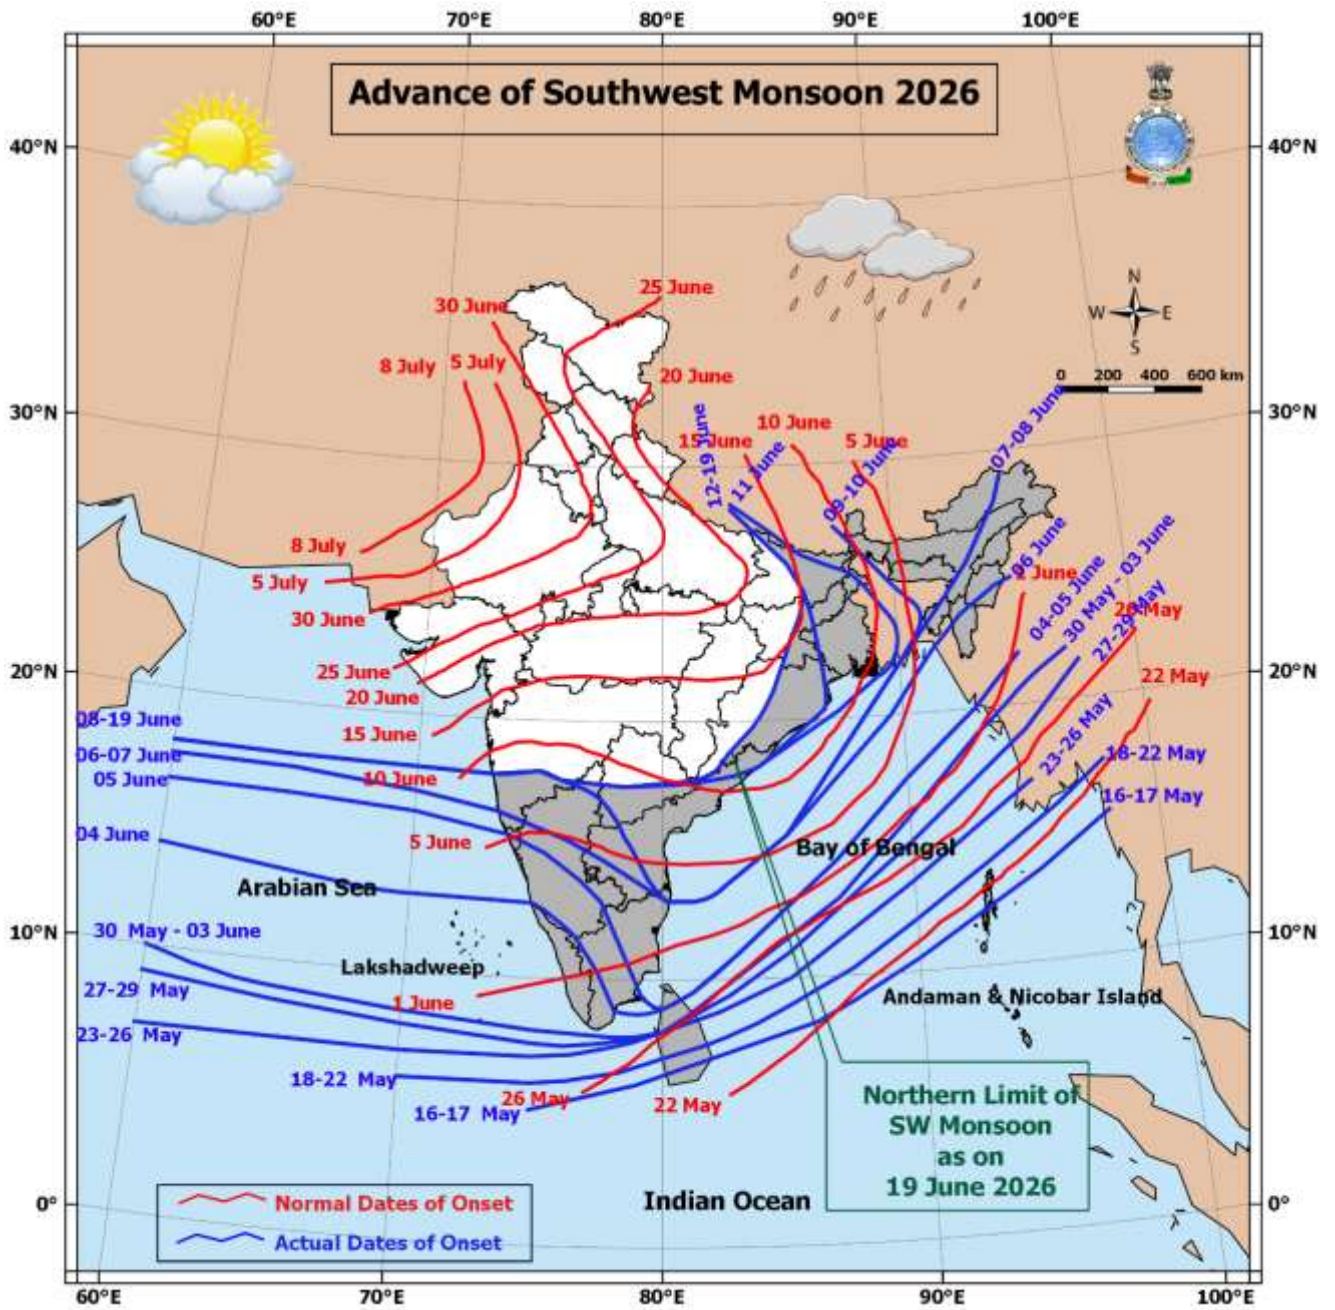 60°E 70°E 80°E 90°E 100°E
Advance of Southwest Monsoon 2026
40°N 40°N
N
W E
S
0 200 400 600 km
25 June
30 June
8 July 5 July
20 June
30°N 30°N
12-19 June
15 June
11 June
10 June
5 June
09-10 June
07-08 June
8 July
5 July
30 June
06 June
1 June
04-05 June
30 May - 03 June
26 May
27-29 May
25 June
20°N 20°N
20 June
22 May
08-19 June
15 June
23-26 May
06-07 June
18-22 May
05 June
10 June
16-17 May
04 June
5 June
Bay of Bengal
Arabian Sea
30 May - 03 June
10°N 10°N
Lakshadweep
27-29 May
1 June
Andaman & Nicobar Island
23-26 May
18-22 May
26 May
22 May
16-17 May
Northern Limit of
SW Monsoon
as on
19 June 2026
Normal Dates of Onset
Actual Dates of Onset
Indian Ocean
0° 0°
60°E 70°E 80°E 90°E 100°E